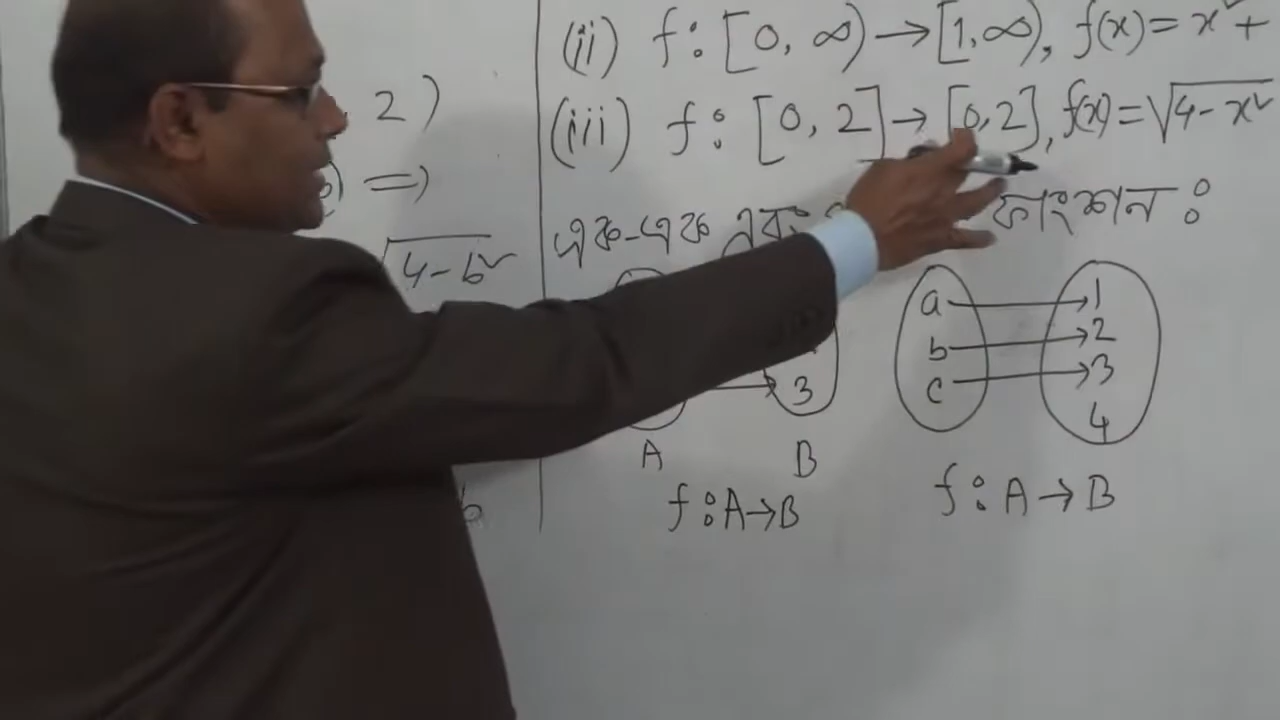 2)
) =>
√4-b²
b
(ii) f: [0, ∞) → [1,∞), f(x) = x² +
(iii) f: [0, 2] → [0,2], f(x) = √4-x²
এক-এক এবং ফাংশন :
3
A B
f: A→B
a 1
b 2
c 3
4
f: A → B